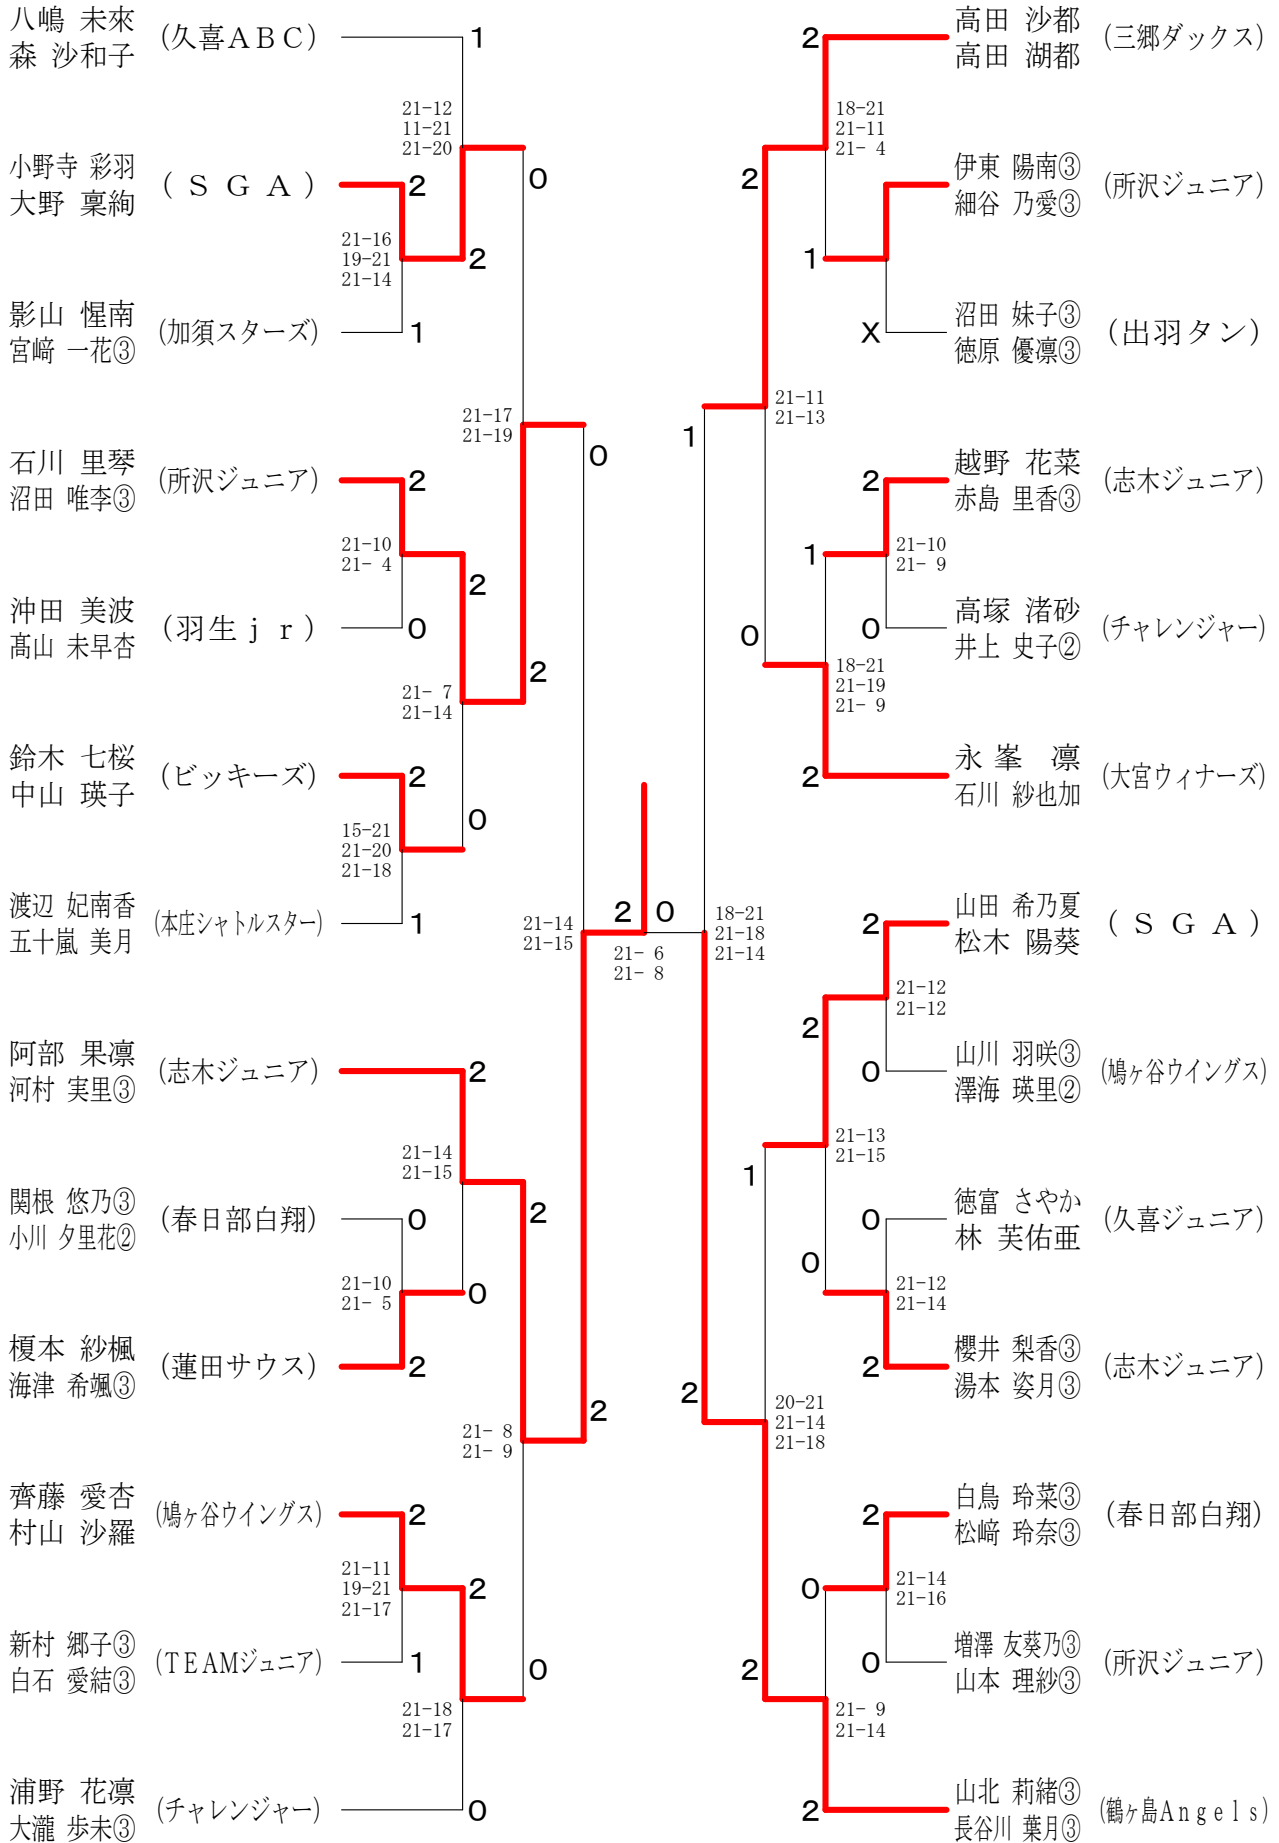 八嶋 未來
森 沙和子
(久喜ABC)
1
21-12
11-21
21-20
小野寺 彩羽
大野 稟絢
(SGA)
2
0
21-16
19-21
21-14
2
影山 惺南
宮﨑 一花③
(加須スターズ)
1
21-17
21-19
0
石川 里琴
沼田 唯李③
(所沢ジュニア)
2
21-10
21- 4
2
沖田 美波
髙山 未早杏
(羽生jr)
0
2
21- 7
21-14
鈴木 七桜
中山 瑛子
(ビッキーズ)
2
0
15-21
21-20
21-18
渡辺 妃南香
五十嵐 美月
(本庄シャトルスター)
1
21-14
21-15
2
0
21- 6
21- 8
阿部 果凛
河村 実里③
(志木ジュニア)
2
21-14
21-15
関根 悠乃③
小川 夕里花②
(春日部白翔)
0
2
21-10
21- 5
0
榎本 紗楓
海津 希颯③
(蓮田サウス)
2
2
21- 8
21- 9
齊藤 愛杏
村山 沙羅
(鳩ヶ谷ウイングス)
2
21-11
19-21
21-17
2
新村 郷子③
白石 愛結③
(TEAMジュニア)
1
0
21-18
21-17
浦野 花凛
大瀧 歩未③
(チャレンジャー)
0
2
高田 沙都
高田 湖都
(三郷ダックス)
18-21
21-11
21- 4
2
伊東 陽南③
細谷 乃愛③
(所沢ジュニア)
1
X
沼田 妹子③
徳原 優凛③
(出羽タン)
21-11
21-13
1
2
越野 花菜
赤島 里香③
(志木ジュニア)
1
21-10
21- 9
0
0
高塚 渚砂
井上 史子②
(チャレンジャー)
18-21
21-19
21- 9
2
永峯 凛
石川 紗也加
(大宮ウィナーズ)
18-21
21-18
21-14
2
山田 希乃夏
松木 陽葵
(SGA)
21-12
21-12
2
0
山川 羽咲③
澤海 瑛里②
(鳩ヶ谷ウイングス)
21-13
21-15
1
0
徳富 さやか
林 芙佑亜
(久喜ジュニア)
0
21-12
21-14
2
櫻井 梨香③
湯本 姿月③
(志木ジュニア)
2
20-21
21-14
21-18
2
白鳥 玲菜③
松﨑 玲奈③
(春日部白翔)
0
21-14
21-16
2
0
増澤 友葵乃③
山本 理紗③
(所沢ジュニア)
21- 9
21-14
2
山北 莉緒③
長谷川 葉月③
(鶴ヶ島Angels)